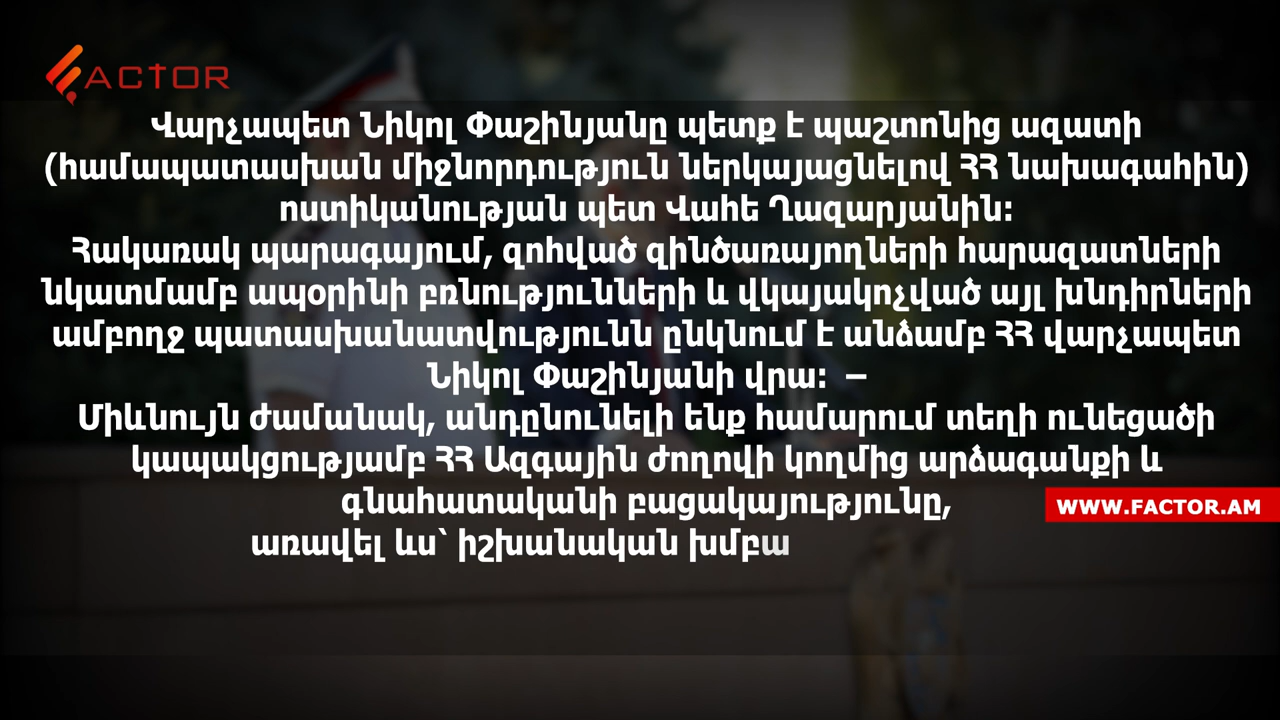 ACTOR
Վարչապետ Նիկոլ Փաշինյանը պետք է պաշտոնից ազատի
(համապատասխան միջնորդություն ներկայացնելով ՀՀ նախագահին)
ոստիկանության պետ Վահե Ղազարյանին:
Հակառակ պարագայում, զոհված զինծառայողների հարազատների
նկատմամբ ապօրինի բռնությունների և վկայակոչված այլ խնդիրների
ամբողջ պատասխանատվությունն ընկնում է անձամբ ՀՀ վարչապետ
Նիկոլ Փաշինյանի վրա: –
Միևնույն ժամանակ, անդընունելի ենք համարում տեղի ունեցածի
կապակցությամբ ՀՀ Ազգային ժողովի կողմից արձագանքի և
գնահատականի բացակայությունը,
WWW.FACTOR.AM
առավել ևս` իշխանական խմբա